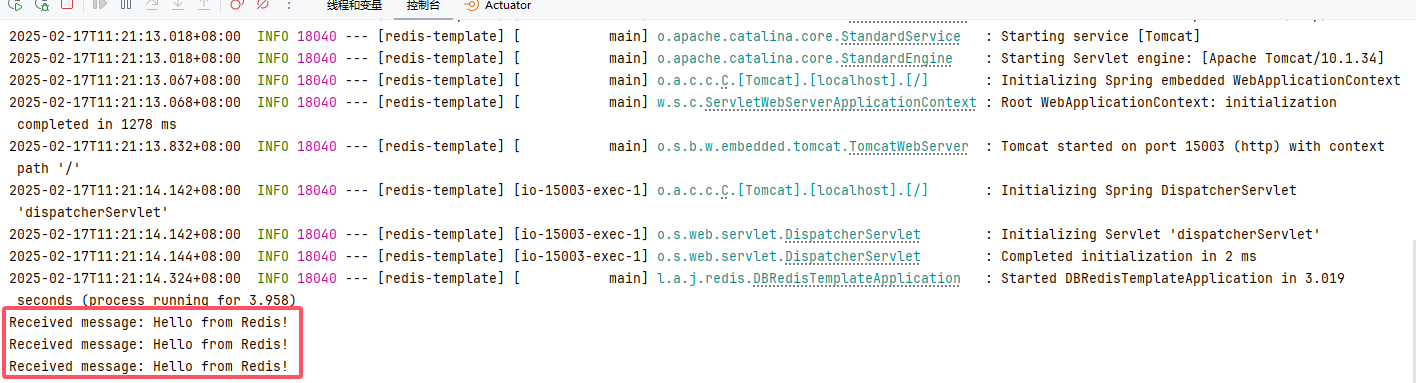 线程和变量 控制台 Actuator
2025-02-17T11:21:13.018+08:00  INFO 18040 --- [redis-template] [           main] o.apache.catalina.core.StandardService   : Starting service [Tomcat]
2025-02-17T11:21:13.018+08:00  INFO 18040 --- [redis-template] [           main] o.apache.catalina.core.StandardEngine    : Starting Servlet engine: [Apache Tomcat/10.1.34]
2025-02-17T11:21:13.067+08:00  INFO 18040 --- [redis-template] [           main] o.a.c.c.C.[Tomcat].[localhost].[/]       : Initializing Spring embedded WebApplicationContext
2025-02-17T11:21:13.068+08:00  INFO 18040 --- [redis-template] [           main] w.s.c.ServletWebServerApplicationContext : Root WebApplicationContext: initialization
completed in 1278 ms
2025-02-17T11:21:13.832+08:00  INFO 18040 --- [redis-template] [           main] o.s.b.w.embedded.tomcat.TomcatWebServer  : Tomcat started on port 15003 (http) with context
path '/'
2025-02-17T11:21:14.142+08:00  INFO 18040 --- [redis-template] [io-15003-exec-1] o.a.c.c.C.[Tomcat].[localhost].[/]       : Initializing Spring DispatcherServlet
'dispatcherServlet'
2025-02-17T11:21:14.142+08:00  INFO 18040 --- [redis-template] [io-15003-exec-1] o.s.web.servlet.DispatcherServlet        : Initializing Servlet 'dispatcherServlet'
2025-02-17T11:21:14.144+08:00  INFO 18040 --- [redis-template] [io-15003-exec-1] o.s.web.servlet.DispatcherServlet        : Completed initialization in 2 ms
2025-02-17T11:21:14.324+08:00  INFO 18040 --- [redis-template] [           main] l.a.j.redis.DBRedisTemplateApplication   : Started DBRedisTemplateApplication in 3.019
seconds (process running for 3.958)
Received message: Hello from Redis!
Received message: Hello from Redis!
Received message: Hello from Redis!